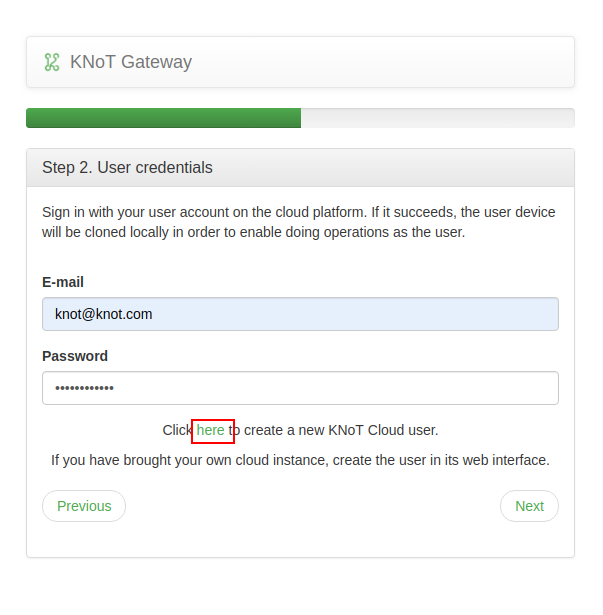 KNoT Gateway
Step 2. User credentials
Sign in with your user account on the cloud platform. If it succeeds, the user device
will be cloned locally in order to enable doing operations as the user.
E-mail
knot@knot.com
Password
••••••••••••
Click here to create a new KNoT Cloud user.
If you have brought your own cloud instance, create the user in its web interface.
Previous
Next